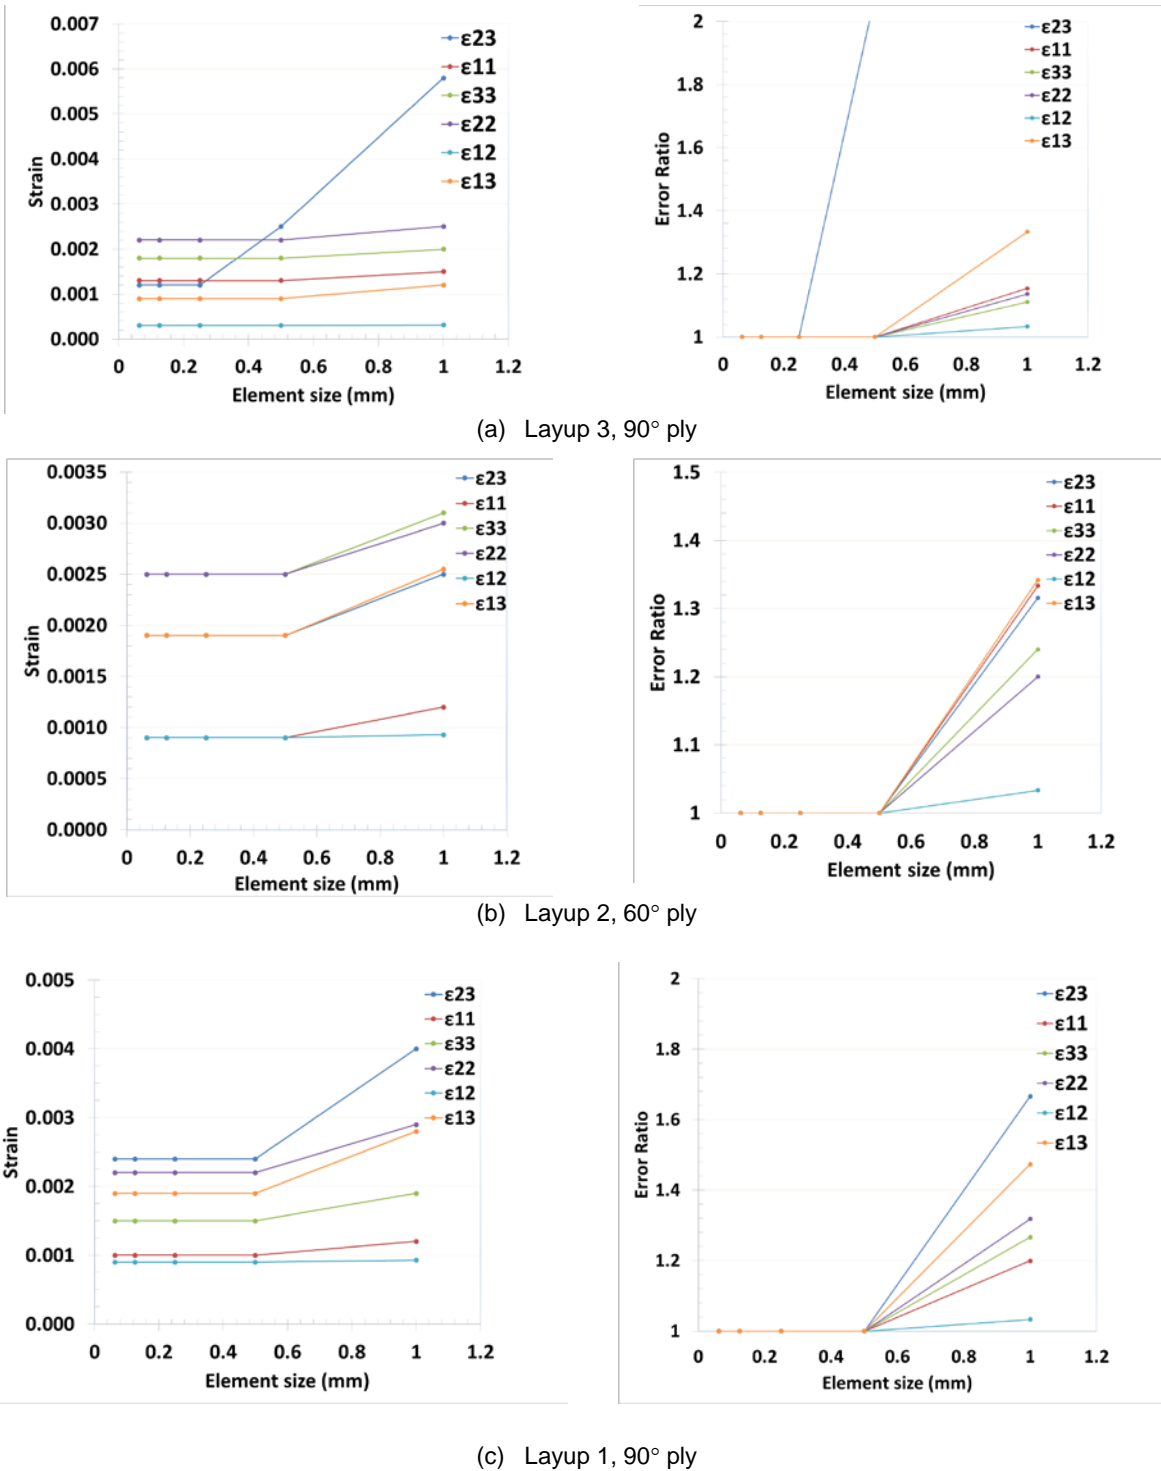 0.007
0.006
0.005
0.004
0.003
0.002
0.001
0.000
Strain
0
0.2
0.4
0.6
0.8
1
1.2
Element size (mm)
ε23
ε11
ε33
ε22
ε12
ε13
2
1.8
1.6
1.4
1.2
1
Error Ratio
0
0.2
0.4
0.6
0.8
1
1.2
Element size (mm)
ε23
ε11
ε33
ε22
ε12
ε13
(a) Layup 3, 90° ply
0.0035
0.0030
0.0025
0.0020
0.0015
0.0010
0.0005
0.0000
Strain
0
0.2
0.4
0.6
0.8
1
1.2
Element size (mm)
ε23
ε11
ε33
ε22
ε12
ε13
1.5
1.4
1.3
1.2
1.1
1
Error Ratio
0
0.2
0.4
0.6
0.8
1
1.2
Element size (mm)
ε23
ε11
ε33
ε22
ε12
ε13
(b) Layup 2, 60° ply
0.005
0.004
0.003
0.002
0.001
0.000
Strain
0
0.2
0.4
0.6
0.8
1
1.2
Element size (mm)
ε23
ε11
ε33
ε22
ε12
ε13
2
1.8
1.6
1.4
1.2
1
Error Ratio
0
0.2
0.4
0.6
0.8
1
1.2
Element size (mm)
ε23
ε11
ε33
ε22
ε12
ε13
(c) Layup 1, 90° ply